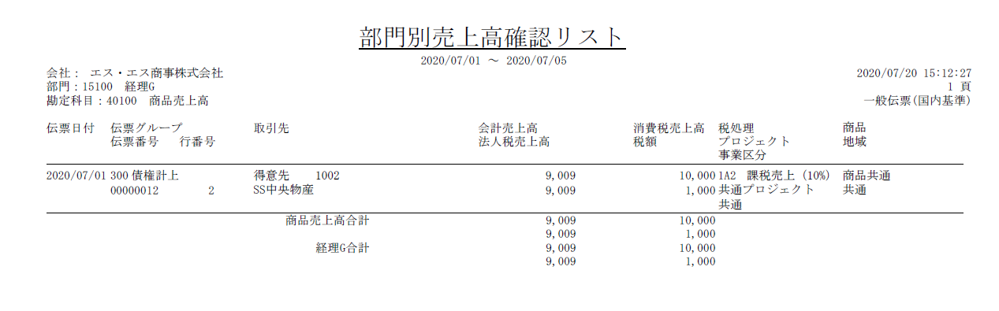 部門別売上高確認リスト
2020/07/01 ～ 2020/07/05
会社： エス・エス商事株式会社 2020/07/20 15:12:27
部門：15100 経理G 1 頁
勘定科目：40100 商品売上高 一般伝票(国内基準)
伝票日付 伝票グループ 取引先 会計売上高 消費税売上高 税処理 商品
伝票番号 行番号 法人税売上高 税額 プロジェクト 地域
事業区分
2020/07/01 300 債権計上 得意先 1002 9,009 10,000 1A2 課税売上 (10%) 商品共通
00000012 2 SS中央物産 9,009 1,000 共通プロジェクト 共通
共通
商品売上高合計 9,009 10,000
9,009 1,000
経理G合計 9,009 10,000
9,009 1,000